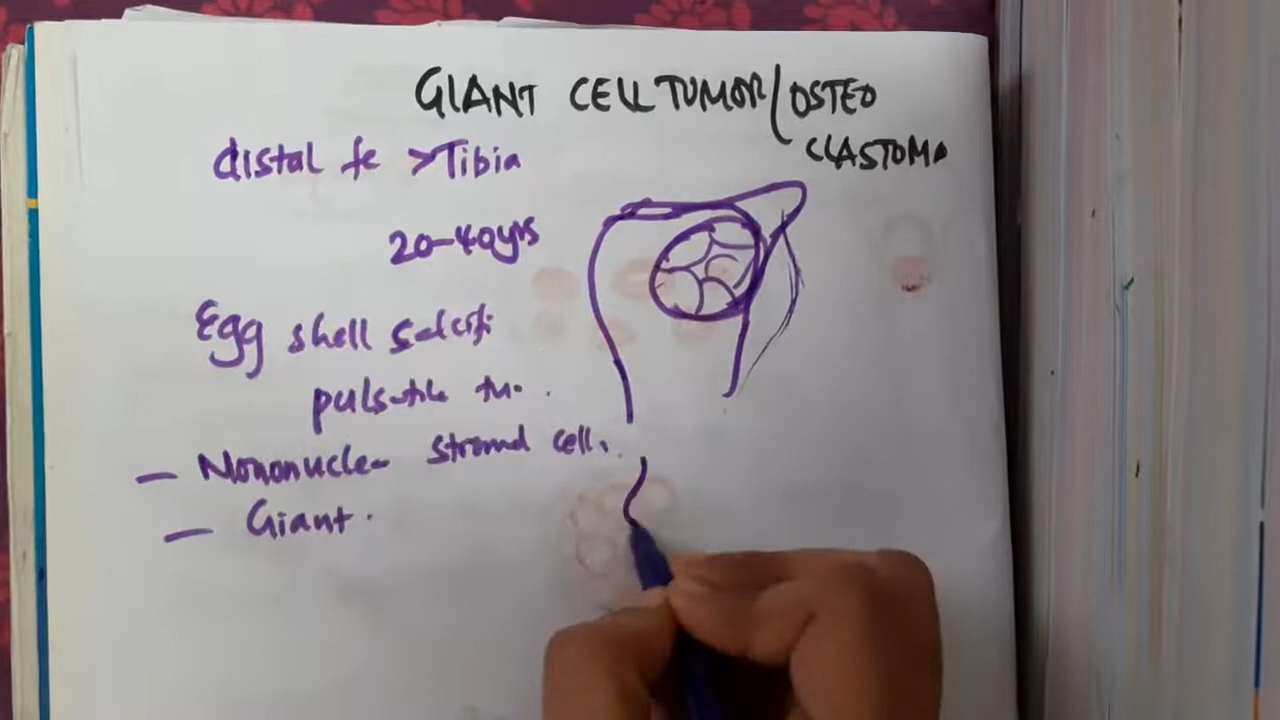 GIANT CELL TUMOR/OSTEO
CLASTOMA
distal fe >Tibia
20-40yrs
Egg shell calcifi
pulsatile tu.
- Mononuclear stromal cell.
- Giant.